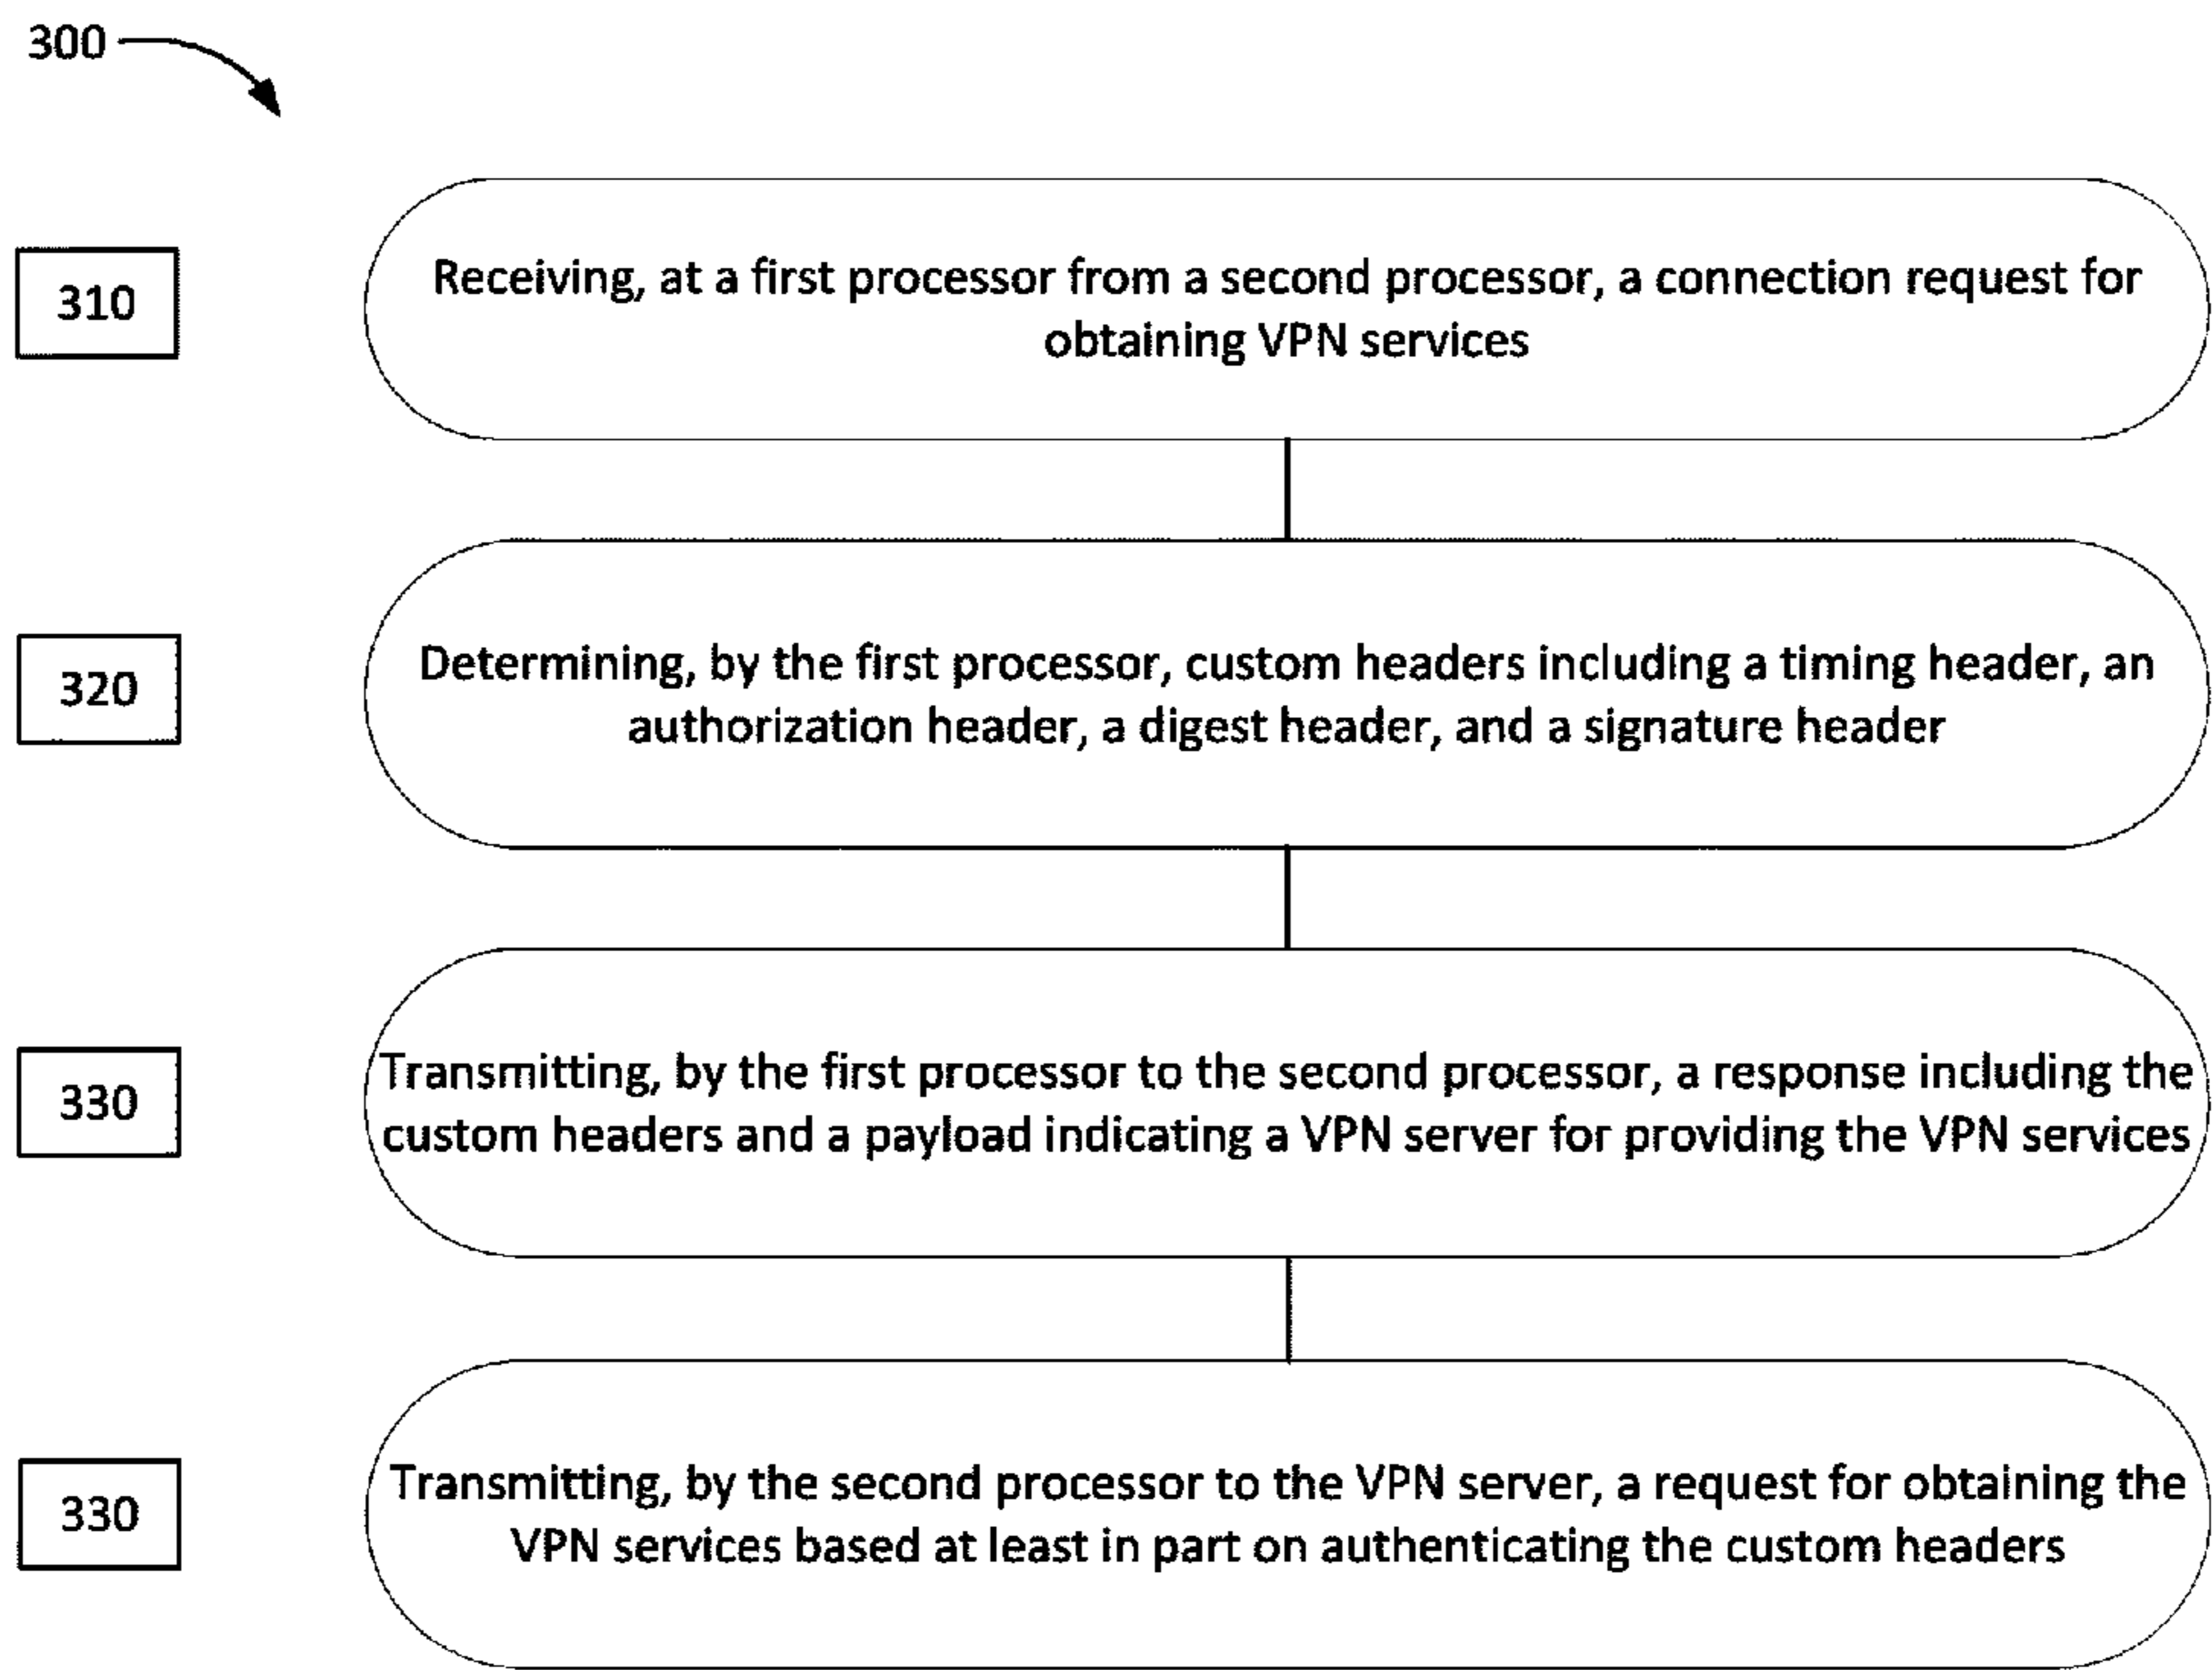 300
310
Receiving, at a first processor from a second processor, a connection request for
obtaining VPN services
320
Determining, by the first processor, custom headers including a timing header, an
authorization header, a digest header, and a signature header
330
Transmitting, by the first processor to the second processor, a response including the
custom headers and a payload indicating a VPN server for providing the VPN services
330
Transmitting, by the second processor to the VPN server, a request for obtaining the
VPN services based at least in part on authenticating the custom headers